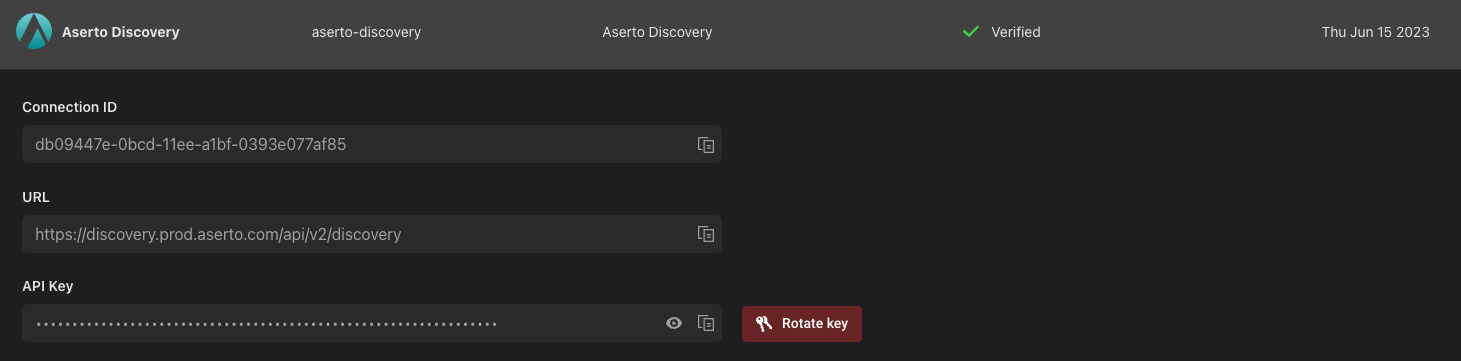 Aserto Discovery aserto-discovery Aserto Discovery Verified Thu Jun 15 2023
Connection ID
db09447e-0bcd-11ee-a1bf-0393e077af85
URL
https://discovery.prod.aserto.com/api/v2/discovery
API Key
••••••••••••••••••••••••••••••••••••••••••••••••••••••••••••••••
Rotate key